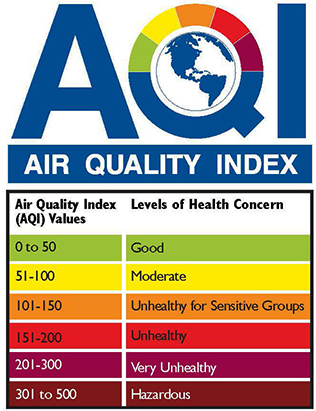 AQI
AIR QUALITY INDEX
Air Quality Index Levels of Health Concern
(AQI) Values
0 to 50 Good
51-100 Moderate
101-150 Unhealthy for Sensitive Groups
151-200 Unhealthy
201-300 Very Unhealthy
301 to 500 Hazardous